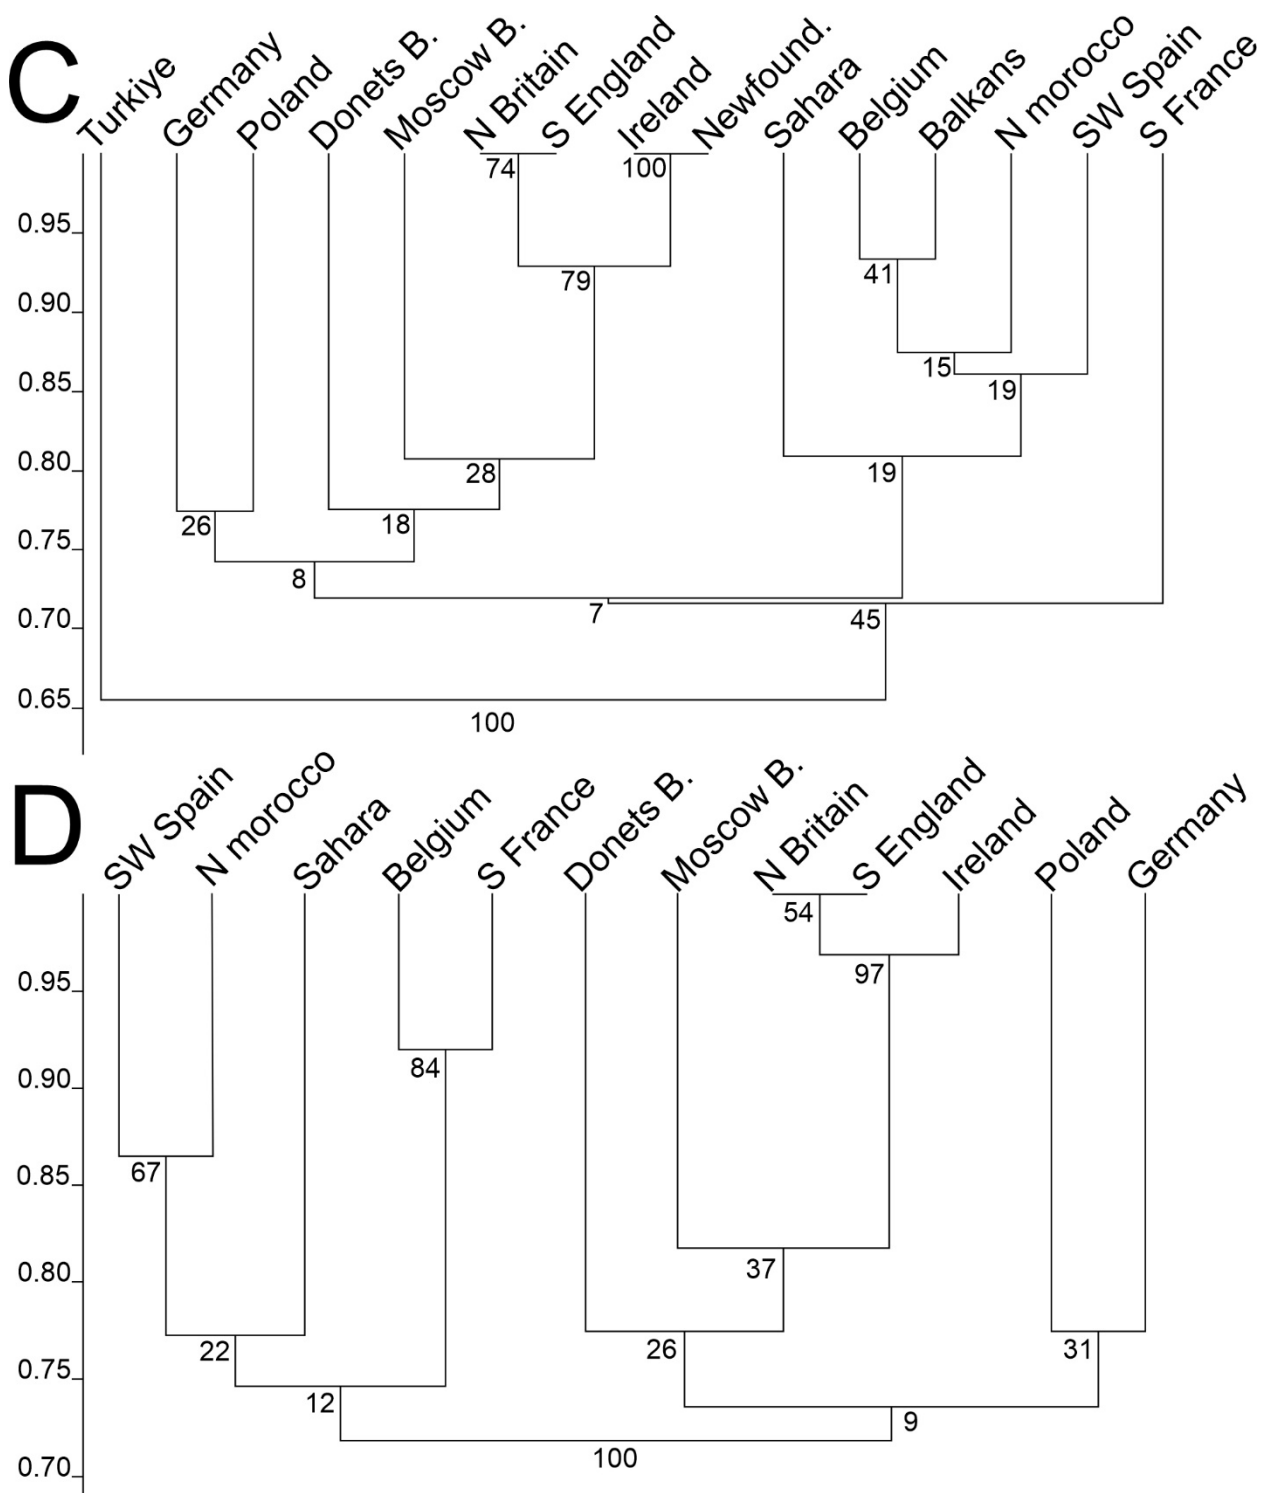 C
Turkiye
Germany
Poland
Donets B.
Moscow B.
N Britain
S England
Ireland
Newfound.
Sahara
Belgium
Balkans
N morocco
SW Spain
S France
74
100
0.95
79
41
0.90
15
0.85
19
0.80
28
19
26
18
0.75
8
7
45
0.70
0.65
100
D
SW Spain
N morocco
Sahara
Belgium
S France
Donets B.
Moscow B.
N Britain
S England
Ireland
Poland
Germany
54
97
0.95
84
0.90
67
0.85
37
0.80
22
26
31
0.75
12
9
100
0.70